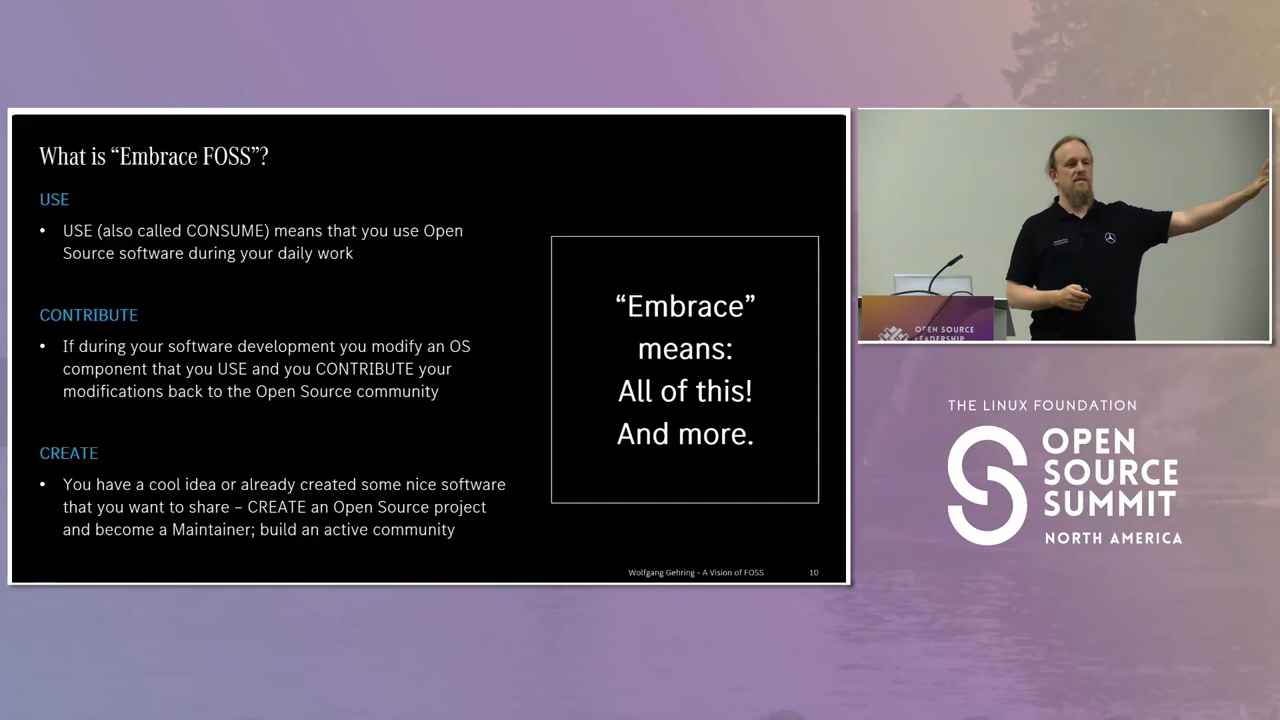 What is “Embrace FOSS”?
USE
• USE (also called CONSUME) means that you use Open
Source software during your daily work
CONTRIBUTE
• If during your software development you modify an OS
component that you USE and you CONTRIBUTE your
modifications back to the Open Source community
CREATE
• You have a cool idea or already created some nice software
that you want to share – CREATE an Open Source project
and become a Maintainer; build an active community
“Embrace”
means:
All of this!
And more.
Wolfgang Gehring - A Vision of FOSS 10
OPEN SOURCE
LEADERSHIP
THE LINUX FOUNDATION
OPEN
SOURCE
SUMMIT
NORTH AMERICA